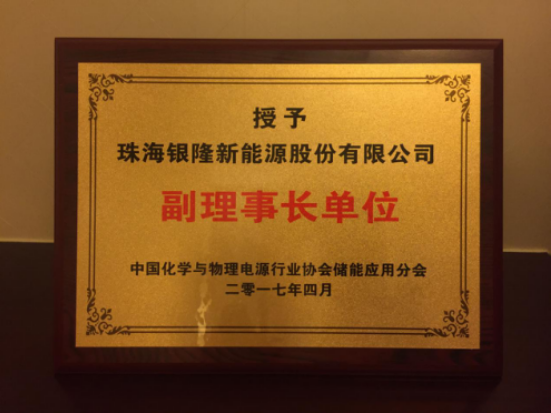 授予
珠海银隆新能源股份有限公司
副理事长单位
中国化学与物理电源行业协会储能应用分会
二零一七年四月